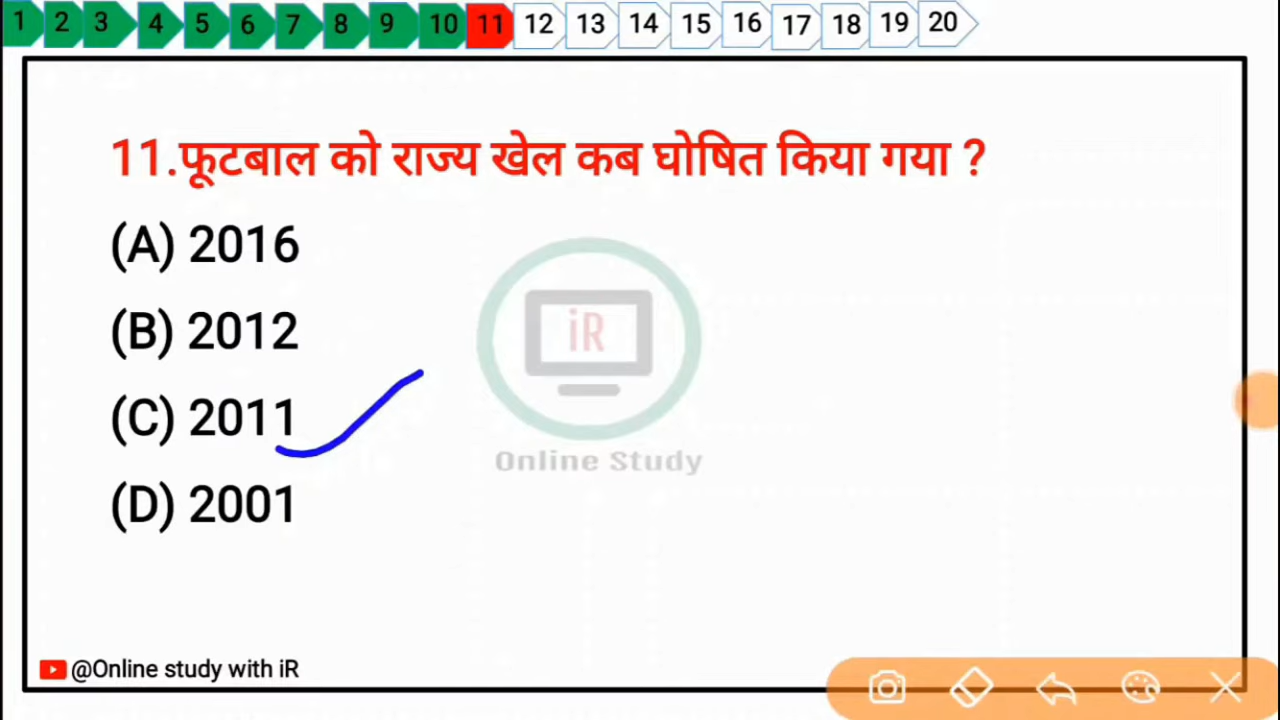 1 2 3 4 5 6 7 8 9 10 11 12 13 14 15 16 17 18 19 20
11.फूटबाल को राज्य खेल कब घोषित किया गया ?
(A) 2016
(B) 2012
(C) 2011
(D) 2001
iR
Online Study
@Online study with iR